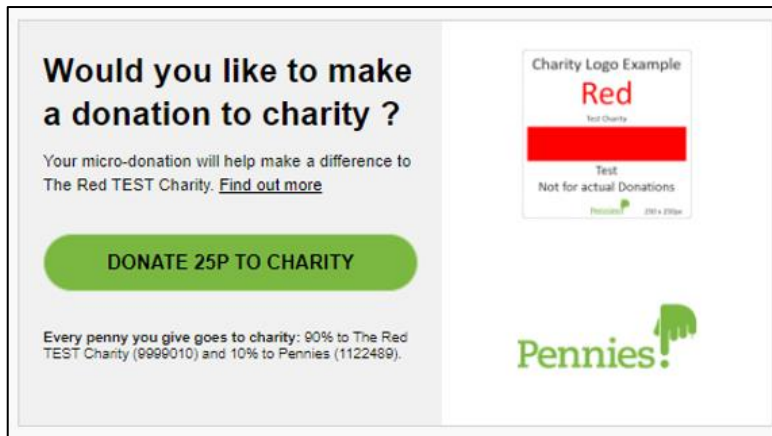 Would you like to make
a donation to charity ?
Your micro-donation will help make a difference to
The Red TEST Charity. Find out more
DONATE 25P TO CHARITY
Every penny you give goes to charity: 90% to The Red
TEST Charity (9999010) and 10% to Pennies (1122489).
Charity Logo Example
Red
Test Charity
Test
Not for actual Donations
Pennies 250 x 250px
Pennies!